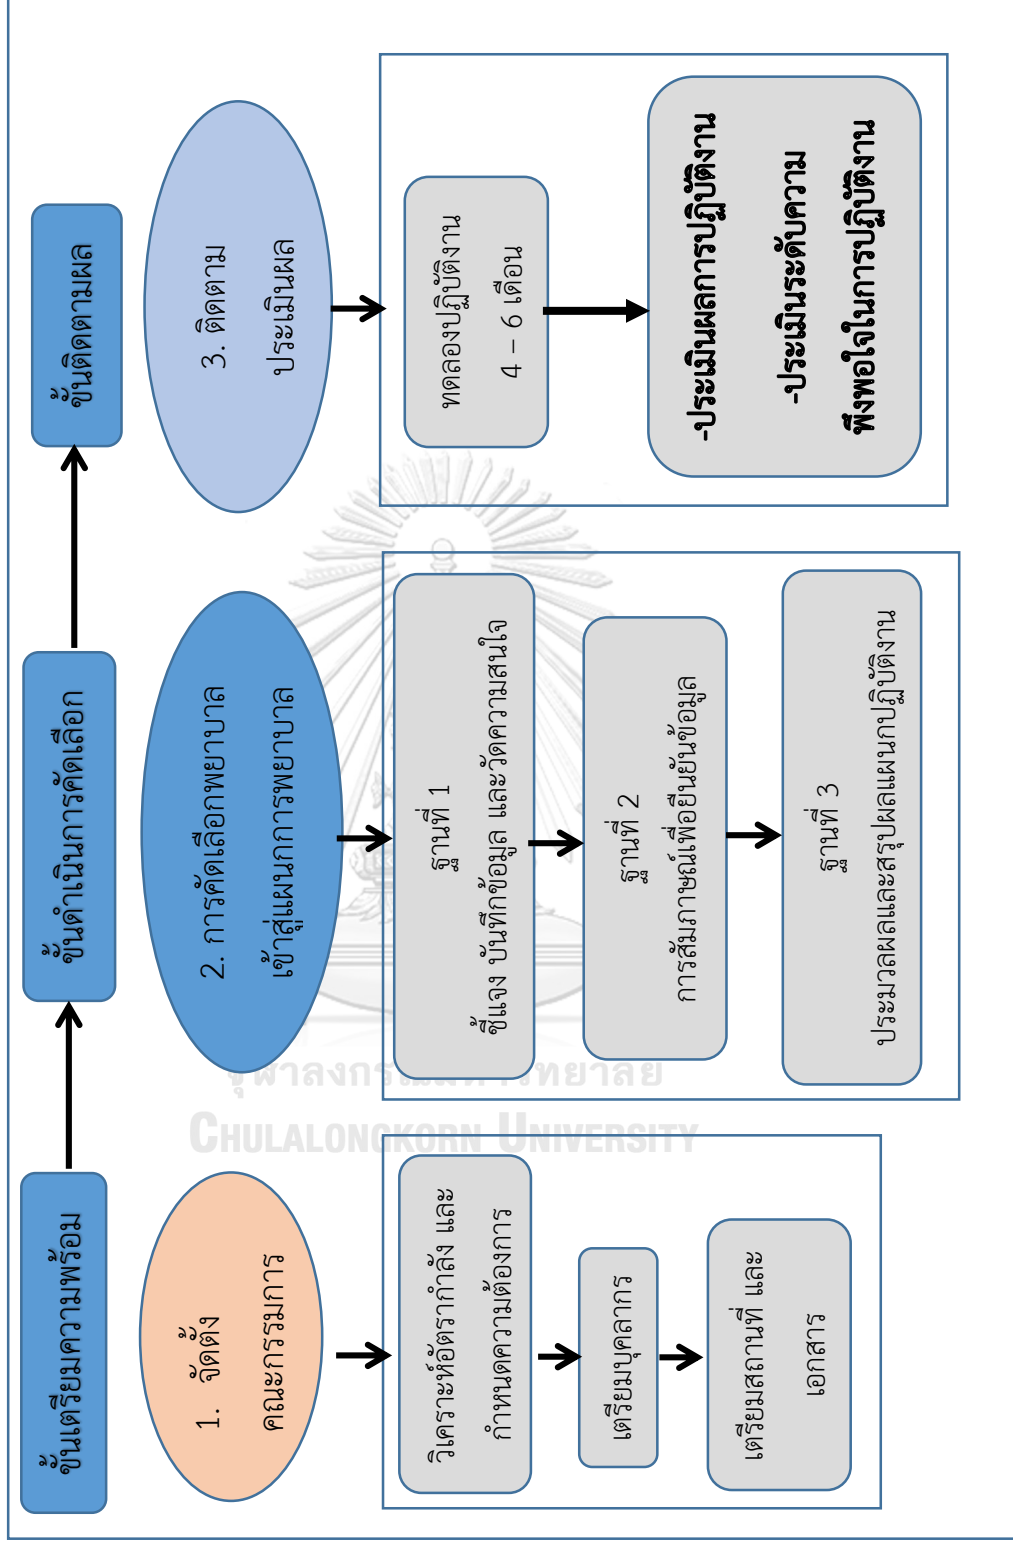 ขั้นเตรียมความพร้อม
ขั้นดำเนินการคัดเลือก
ขั้นติดตามผล
1. จัดตั้ง
คณะกรรมการ
วิเคราะห์อัตรากำลัง และ
กำหนดความต้องการ
เตรียมบุคลากร
เตรียมสถานที่ และ
เอกสาร
2. การคัดเลือกพยาบาล
เข้าสู่แผนกการพยาบาล
ฐานที่ 1
ชี้แจง บันทึกข้อมูล และวัดความสนใจ
ฐานที่ 2
การสัมภาษณ์เพื่อยืนยันข้อมูล
ฐานที่ 3
ประมวลผลและสรุปผลแผนกปฏิบัติงาน
3. ติดตาม
ประเมินผล
ทดลองปฏิบัติงาน
4 – 6 เดือน
-ประเมินผลการปฏิบัติงาน
-ประเมินระดับความ
พึงพอใจในการปฏิบัติงาน
จุฬาลงกรณ์มหาวิทยาลัย
CHULALONGKORN UNIVERSITY